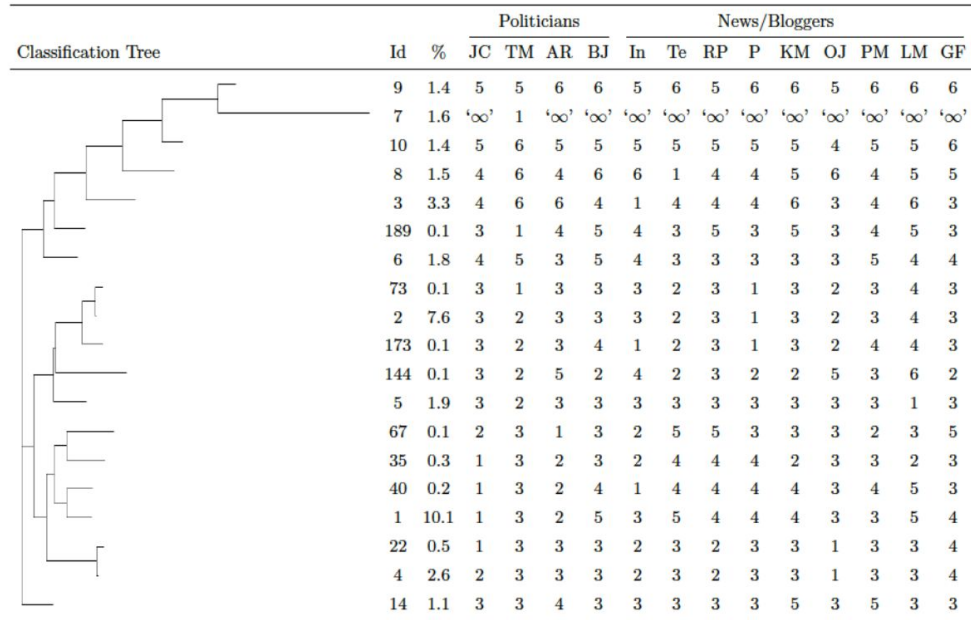 Politicians News/Bloggers
Classification Tree Id % JC TM AR BJ In Te RP P KM OJ PM LM GF
9 1.4 5 5 6 6 5 6 5 6 6 5 6 6 6
7 1.6 ‘∞’ 1 ‘∞’ ‘∞’ ‘∞’ ‘∞’ ‘∞’ ‘∞’ ‘∞’ ‘∞’ ‘∞’ ‘∞’ ‘∞’
10 1.4 5 6 5 5 5 5 5 5 5 4 5 5 6
8 1.5 4 6 4 6 6 1 4 4 5 6 4 5 5
3 3.3 4 6 6 4 1 4 4 4 6 3 4 6 3
189 0.1 3 1 4 5 4 3 5 3 5 3 4 5 3
6 1.8 4 5 3 5 4 3 3 3 3 3 5 4 4
73 0.1 3 1 3 3 3 2 3 1 3 2 3 4 3
2 7.6 3 2 3 3 3 2 3 1 3 2 3 4 3
173 0.1 3 2 3 4 1 2 3 1 3 2 4 4 3
144 0.1 3 2 5 2 4 2 3 2 2 5 3 6 2
5 1.9 3 2 3 3 3 3 3 3 3 3 3 1 3
67 0.1 2 3 1 3 2 5 5 3 3 3 2 3 5
35 0.3 1 3 2 3 2 4 4 4 2 3 3 2 3
40 0.2 1 3 2 4 1 4 4 4 4 3 4 5 3
1 10.1 1 3 2 5 3 5 4 4 4 3 3 5 4
22 0.5 1 3 3 3 2 3 2 3 3 1 3 3 4
4 2.6 2 3 3 3 2 3 2 3 3 1 3 3 4
14 1.1 3 3 4 3 3 3 3 3 5 3 5 3 3